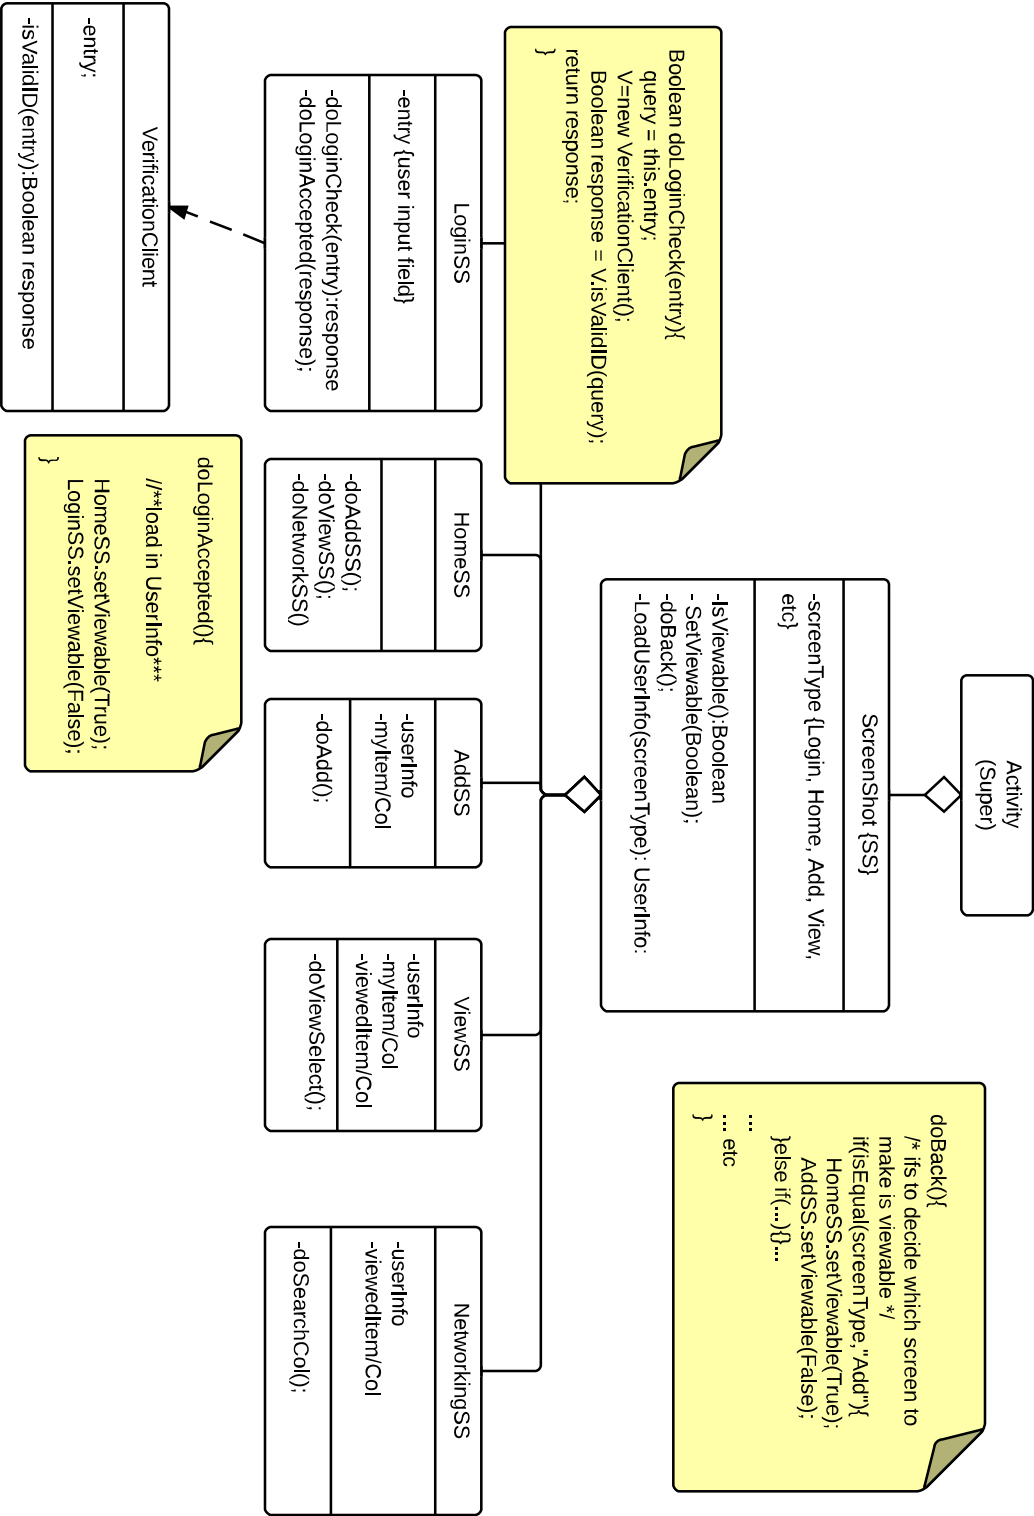 Activity
(Super)
ScreenShot {SS}
-screenType {Login, Home, Add, View,
etc}
-IsViewable():Boolean
- SetViewable(Boolean);
-doBack();
-LoadUserInfo(screenType): UserInfo:
doBack(){
/* ifs to decide which screen to
make is viewable */
if(isEqual(screenType,"Add"){
HomeSS.setViewable(True);
AddSS.setViewable(False);
}else if(...){}...
...
... etc
}
Boolean doLoginCheck(entry){
query = this.entry;
V=new VerificationClient();
Boolean response = V.isValidID(query);
return response;
}
LoginSS
-entry {user input field}
-doLoginCheck(entry):response
-doLoginAccepted(response);
HomeSS
-doAddSS();
-doViewSS();
-doNetworkSS()
AddSS
-userInfo
-myItem/Col
-doAdd();
ViewSS
-userInfo
-myItem/Col
-viewedItem/Col
-doViewSelect();
NetworkingSS
-userInfo
-viewedItem/Col
-doSearchCol();
VerificationClient
-entry;
-isValidID(entry):Boolean response
doLoginAccepted(){
//**load in UserInfo***
HomeSS.setViewable(True);
LoginSS.setViewable(False);
}